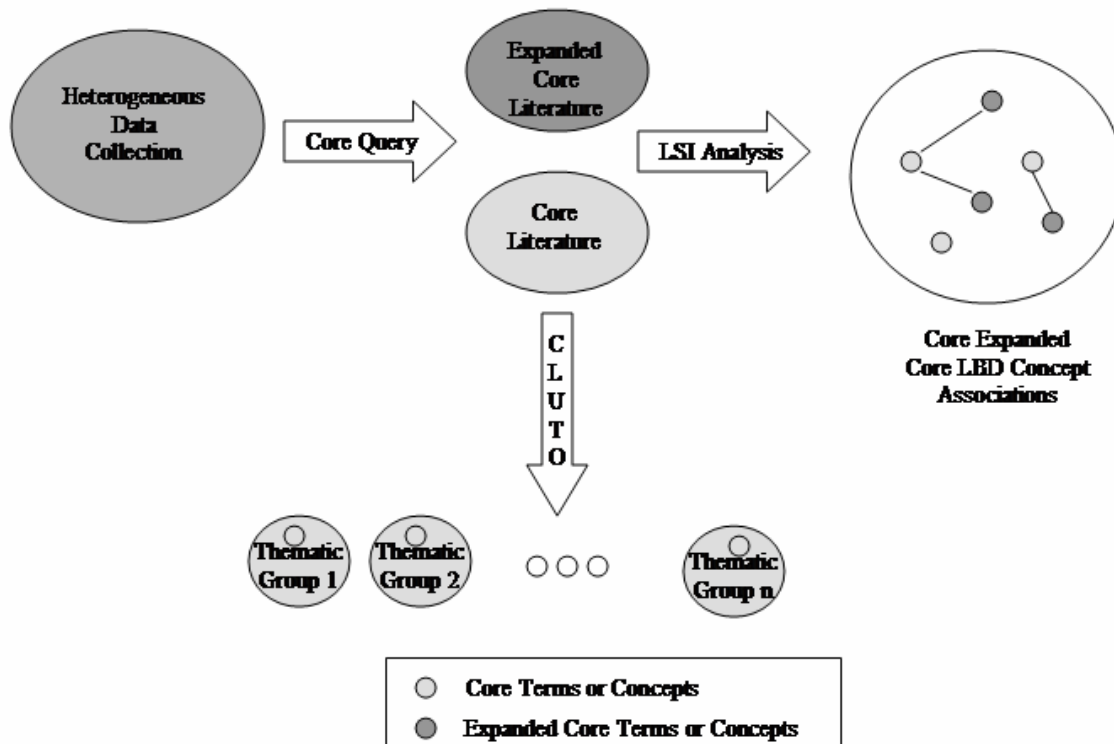 Heterogeneous
Data
Collection
Core Query
Expanded
Core
Literature
Core
Literature
LSI Analysis
Core Expanded
Core LBD Concept
Associations
C
L
U
T
O
Thematic
Group 1
Thematic
Group 2
Thematic
Group n
Core Terms or Concepts
Expanded Core Terms or Concepts